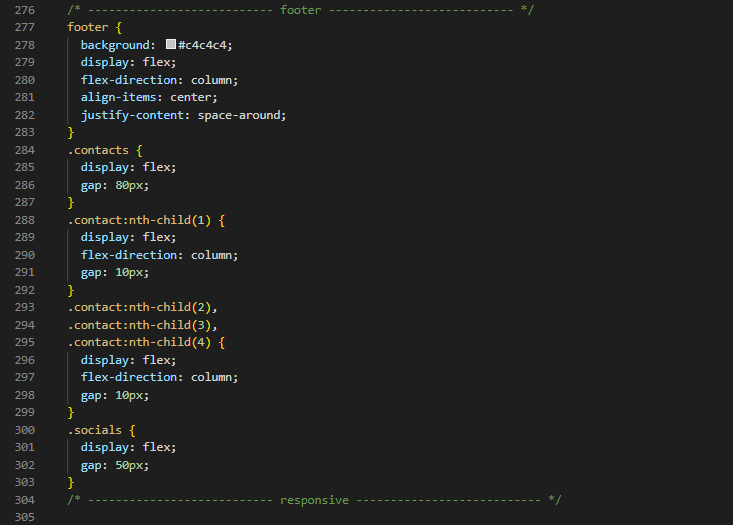 276 /* --------------------------- footer --------------------------- */
277 footer {
278   background: #c4c4c4;
279   display: flex;
280   flex-direction: column;
281   align-items: center;
282   justify-content: space-around;
283 }
284 .contacts {
285   display: flex;
286   gap: 80px;
287 }
288 .contact:nth-child(1) {
289   display: flex;
290   flex-direction: column;
291   gap: 10px;
292 }
293 .contact:nth-child(2),
294 .contact:nth-child(3),
295 .contact:nth-child(4) {
296   display: flex;
297   flex-direction: column;
298   gap: 10px;
299 }
300 .socials {
301   display: flex;
302   gap: 50px;
303 }
304 /* --------------------------- responsive --------------------------- */
305